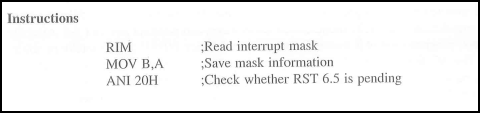 Instructions
RIM ;Read interrupt mask
MOV B,A ;Save mask information
ANI 20H ;Check whether RST 6.5 is pending